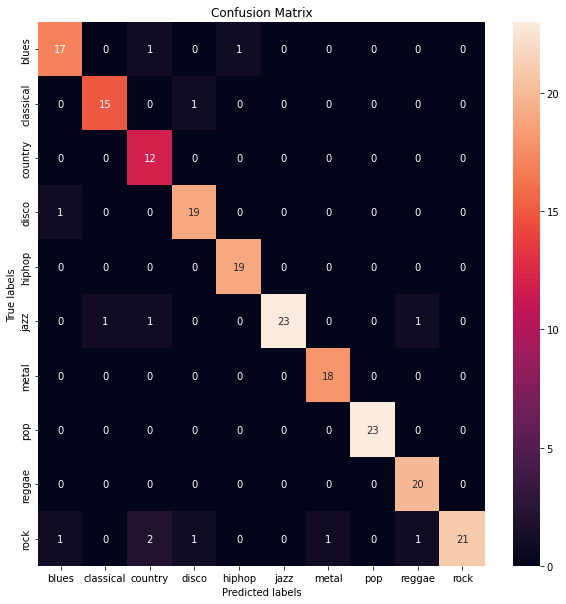 Confusion Matrix
True labels
blues 17 0 1 0 1 0 0 0 0 0
classical 0 15 0 1 0 0 0 0 0 0
country 0 0 12 0 0 0 0 0 0 0
disco 1 0 0 19 0 0 0 0 0 0
hiphop 0 0 0 0 19 0 0 0 0 0
jazz 0 1 1 0 0 23 0 0 1 0
metal 0 0 0 0 0 0 18 0 0 0
pop 0 0 0 0 0 0 0 23 0 0
reggae 0 0 0 0 0 0 0 0 20 0
rock 1 0 2 1 0 0 1 0 1 21
blues classical country disco hiphop jazz metal pop reggae rock
Predicted labels
20
15
10
5
0